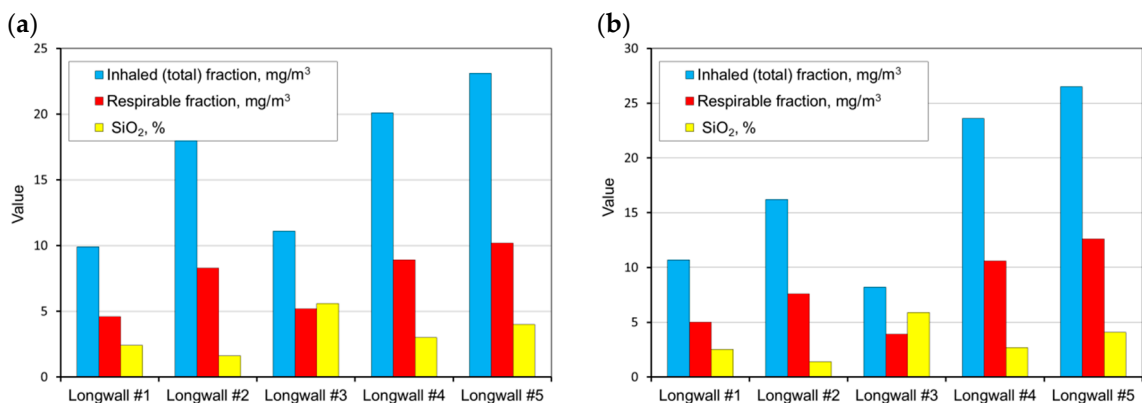 (a)
25
20
15
10
5
0
Value
Inhaled (total) fraction, mg/m³
Respirable fraction, mg/m³
SiO₂, %
Longwall #1 Longwall #2 Longwall #3 Longwall #4 Longwall #5
(b)
30
25
20
15
10
5
0
Value
Inhaled (total) fraction, mg/m³
Respirable fraction, mg/m³
SiO₂, %
Longwall #1 Longwall #2 Longwall #3 Longwall #4 Longwall #5